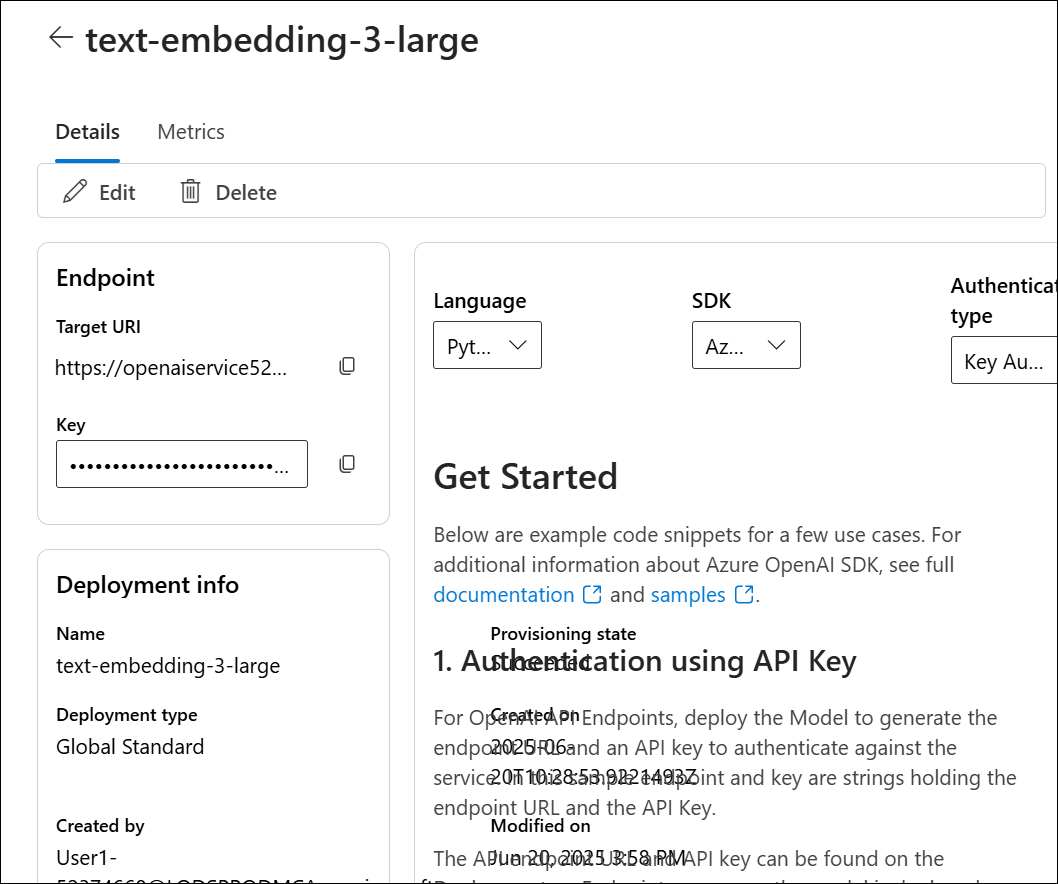 text-embedding-3-large
Details Metrics
Edit Delete
Endpoint
Target URI
https://openaiservice52...
Key
Deployment info
Name
text-embedding-3-large
Deployment type
Global Standard
Created by
User1-
Language
Pyt...
SDK
Az...
Authenticat
type
Key Au...
Get Started
Below are example code snippets for a few use cases. For
additional information about Azure OpenAI SDK, see full
documentation and samples .
Provisioning state
Succeeded
1. Authentication using API Key
Created on
2025-06-
20T10:28:53.9221493Z
For OpenAI API Endpoints, deploy the Model to generate the
endpoint URL and an API key to authenticate against the
service. In this sample endpoint and key are strings holding the
endpoint URL and the API Key.
Modified on
Jun 20, 2025 3:58 PM
The API endpoint URL and API key can be found on the